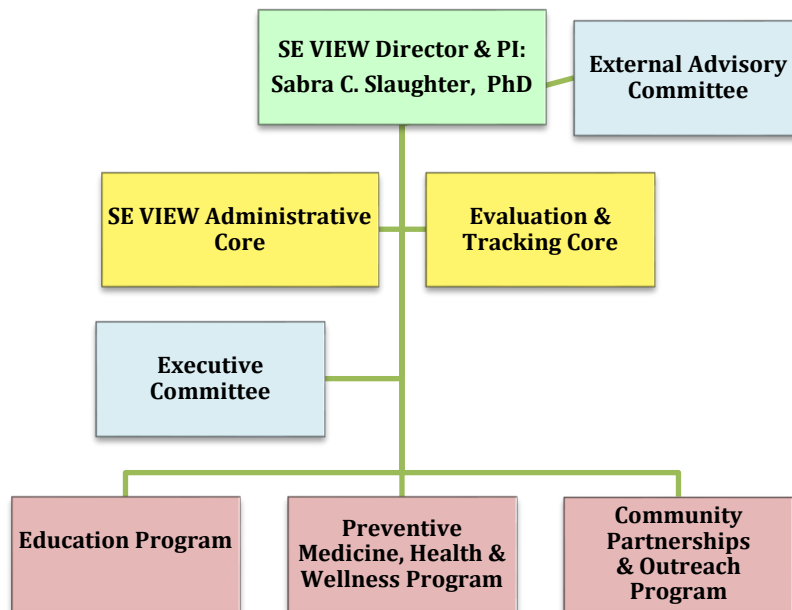 SE VIEW Director & PI:
Sabra C. Slaughter, PhD
External Advisory
Committee
SE VIEW Administrative
Core
Evaluation &
Tracking Core
Executive
Committee
Education Program
Preventive
Medicine, Health &
Wellness Program
Community
Partnerships
& Outreach
Program